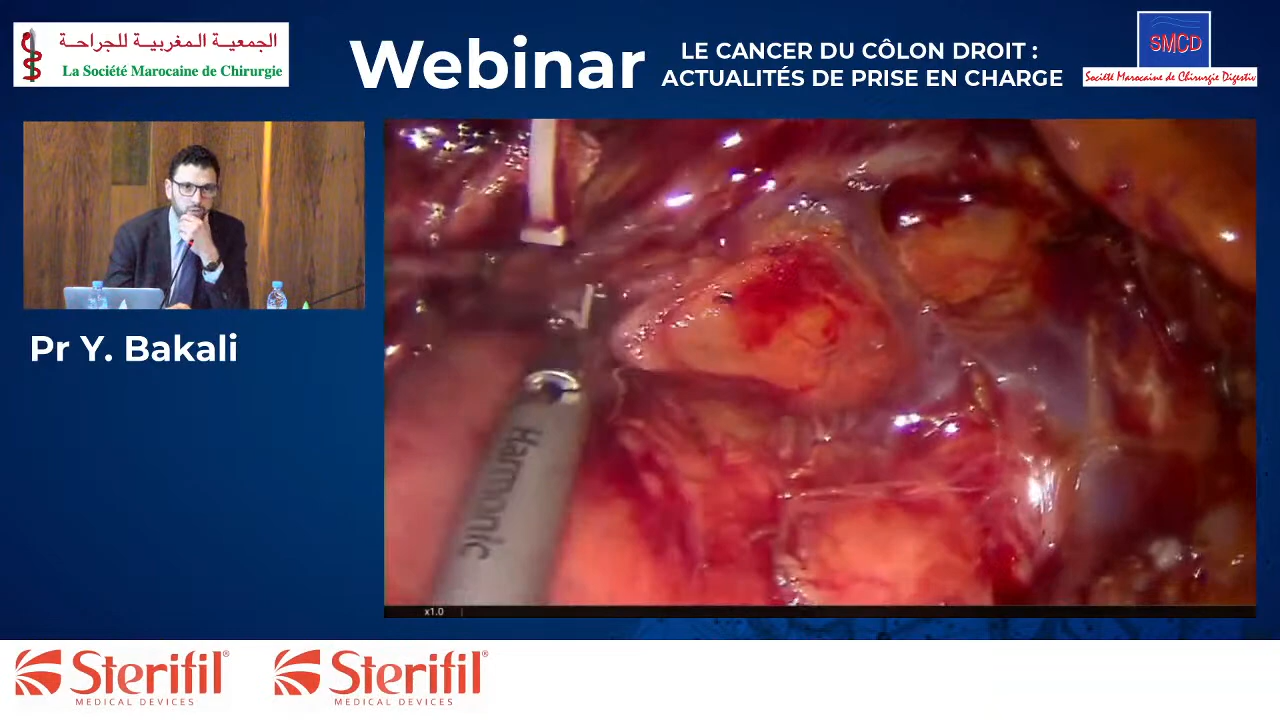 الجمعية المغربية للجراحة
La Société Marocaine de Chirurgie
Webinar
LE CANCER DU CÔLON DROIT :
ACTUALITÉS DE PRISE EN CHARGE
SMCD
Société Marocaine de Chirurgie Digestiv
Pr Y. Bakali
Harmonic
x1.0
Sterifil®
MEDICAL DEVICES
Sterifil®
MEDICAL DEVICES